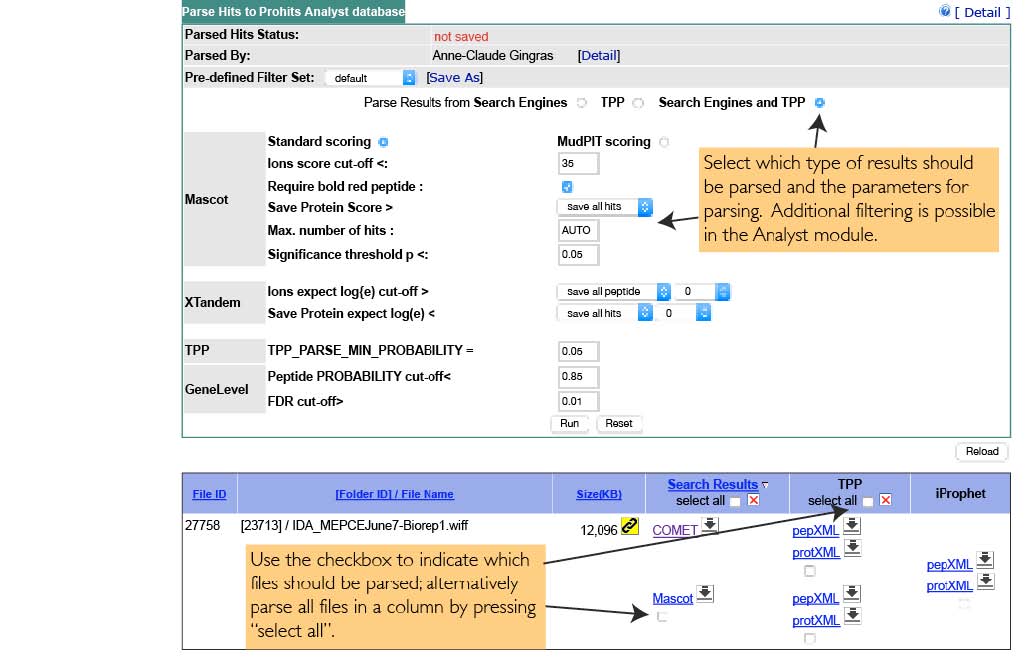 Parse Hits to Prohits Analyst database
[ Detail ]
Parsed Hits Status: not saved
Parsed By: Anne-Claude Gingras [Detail]
Pre-defined Filter Set: default [Save As]
Parse Results from Search Engines TPP Search Engines and TPP
Mascot
Standard scoring MudPIT scoring
Ions score cut-off <: 35
Require bold red peptide :
Save Protein Score > save all hits
Max. number of hits : AUTO
Significance threshold p <: 0.05
Select which type of results should
be parsed and the parameters for
parsing. Additional filtering is possible
in the Analyst module.
XTandem
Ions expect log(e) cut-off > save all peptide 0
Save Protein expect log(e) < save all hits 0
TPP TPP_PARSE_MIN_PROBABILITY = 0.05
GeneLevel
Peptide PROBABILITY cut-off< 0.85
FDR cut-off> 0.01
Run Reset
Reload
File ID [Folder ID] / File Name Size(KB) Search Results select all TPP select all iProphet
27758 [23713] / IDA_MEPCEJune7-Biorep1.wiff 12,096 COMET pepXML
protXML
pepXML
protXML
Mascot pepXML
protXML
Use the checkbox to indicate which
files should be parsed; alternatively
parse all files in a column by pressing
“select all”.